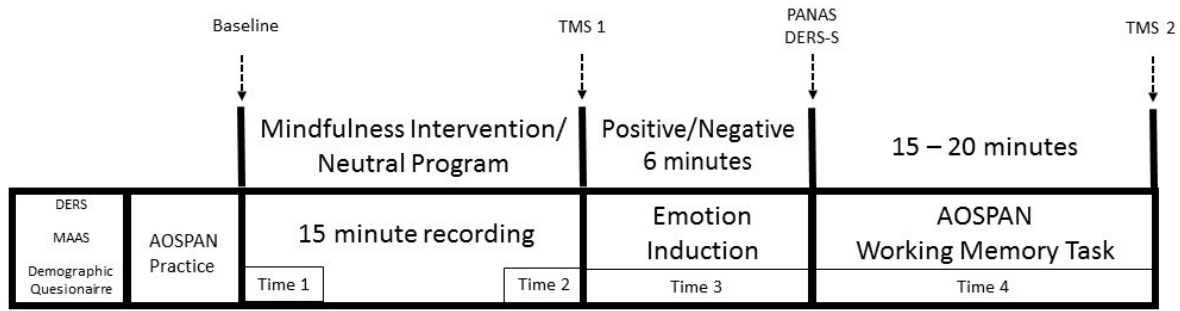 Baseline
TMS 1
PANAS
DERS-S
TMS 2
Mindfulness Intervention/
Neutral Program
Positive/Negative
6 minutes
15 – 20 minutes
DERS
MAAS
Demographic
Quesionairre
AOSPAN
Practice
15 minute recording
Time 1
Time 2
Emotion
Induction
Time 3
AOSPAN
Working Memory Task
Time 4